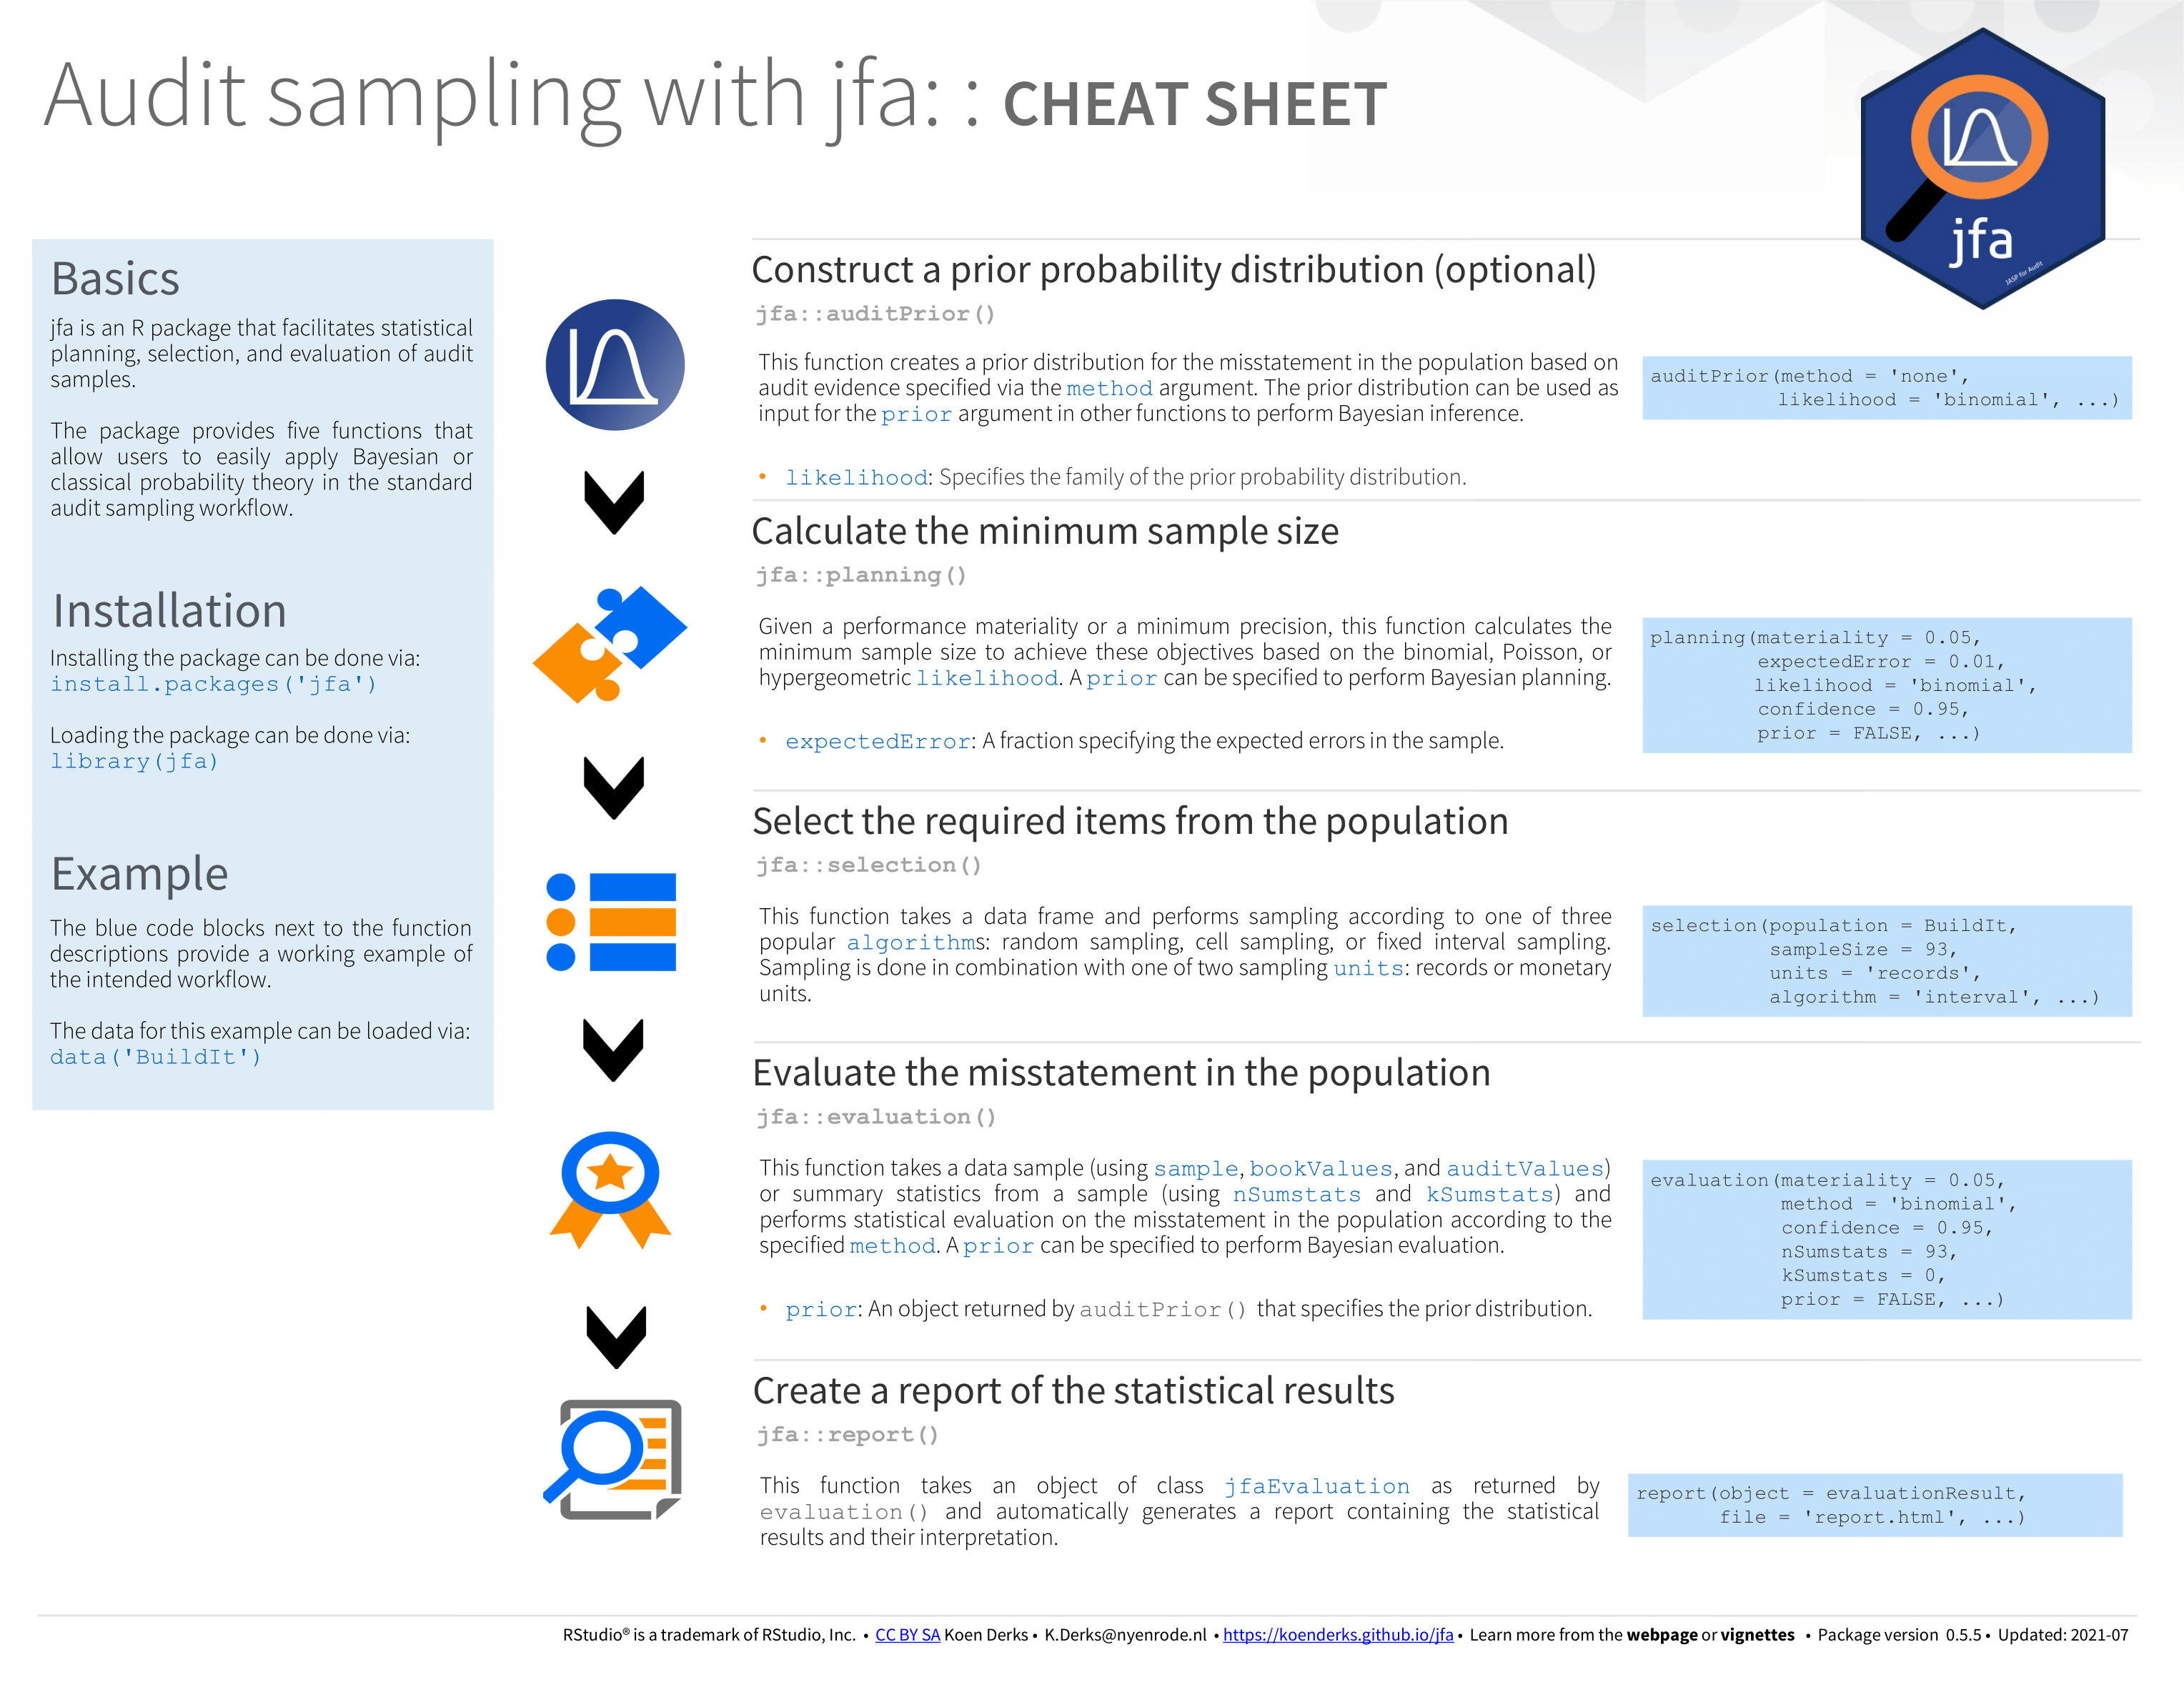 Audit sampling with jfa: : CHEAT SHEET
jfa
JASP for Audit
Basics
jfa is an R package that facilitates statistical
planning, selection, and evaluation of audit
samples.
The package provides five functions that
allow users to easily apply Bayesian or
classical probability theory in the standard
audit sampling workflow.
Installation
Installing the package can be done via:
install.packages('jfa')
Loading the package can be done via:
library(jfa)
Example
The blue code blocks next to the function
descriptions provide a working example of
the intended workflow.
The data for this example can be loaded via:
data('BuildIt')
Construct a prior probability distribution (optional)
jfa::auditPrior()
This function creates a prior distribution for the misstatement in the population based on
audit evidence specified via the method argument. The prior distribution can be used as
input for the prior argument in other functions to perform Bayesian inference.
• likelihood: Specifies the family of the prior probability distribution.
auditPrior(method = 'none',
likelihood = 'binomial', ...)
Calculate the minimum sample size
jfa::planning()
Given a performance materiality or a minimum precision, this function calculates the
minimum sample size to achieve these objectives based on the binomial, Poisson, or
hypergeometric likelihood. A prior can be specified to perform Bayesian planning.
• expectedError: A fraction specifying the expected errors in the sample.
planning(materiality = 0.05,
expectedError = 0.01,
likelihood = 'binomial',
confidence = 0.95,
prior = FALSE, ...)
Select the required items from the population
jfa::selection()
This function takes a data frame and performs sampling according to one of three
popular algorithms: random sampling, cell sampling, or fixed interval sampling.
Sampling is done in combination with one of two sampling units: records or monetary
units.
selection(population = BuildIt,
sampleSize = 93,
units = 'records',
algorithm = 'interval', ...)
Evaluate the misstatement in the population
jfa::evaluation()
This function takes a data sample (using sample, bookValues, and auditValues)
or summary statistics from a sample (using nSumstats and kSumstats) and
performs statistical evaluation on the misstatement in the population according to the
specified method. A prior can be specified to perform Bayesian evaluation.
• prior: An object returned by auditPrior() that specifies the prior distribution.
evaluation(materiality = 0.05,
method = 'binomial',
confidence = 0.95,
nSumstats = 93,
kSumstats = 0,
prior = FALSE, ...)
Create a report of the statistical results
jfa::report()
This function takes an object of class jfaEvaluation as returned by
evaluation() and automatically generates a report containing the statistical
results and their interpretation.
report(object = evaluationResult,
file = 'report.html', ...)
RStudio® is a trademark of RStudio, Inc. • CC BY SA Koen Derks • K.Derks@nyenrode.nl • https://koenderks.github.io/jfa • Learn more from the webpage or vignettes • Package version 0.5.5 • Updated: 2021-07